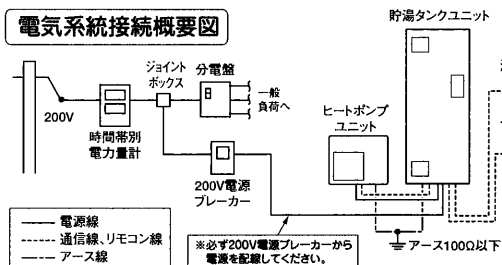 電気系統接続概要図
貯湯タンクユニット
ジョイント
ボックス
分電盤
一般
負荷へ
200V
時間帯別
電力量計
ヒートポンプ
ユニット
200V電源
ブレーカー
電源線
通信線、リモコン線
アース線
※必ず200V電源ブレーカーから
電源を配線してください。
アース100Ω以下